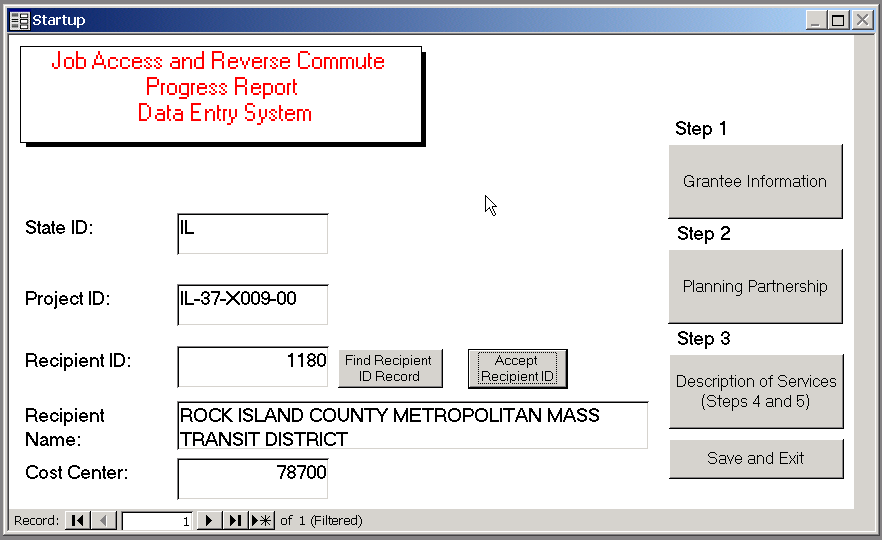 Startup
Job Access and Reverse Commute
Progress Report
Data Entry System
Step 1
Grantee Information
State ID:
IL
Step 2
Project ID:
IL-37-X009-00
Planning Partnership
Step 3
Recipient ID:
1180
Find Recipient
ID Record
Accept
Recipient ID
Description of Services
(Steps 4 and 5)
Recipient
Name:
ROCK ISLAND COUNTY METROPOLITAN MASS
TRANSIT DISTRICT
Save and Exit
Cost Center:
78700
Record: 1 of 1 (Filtered)